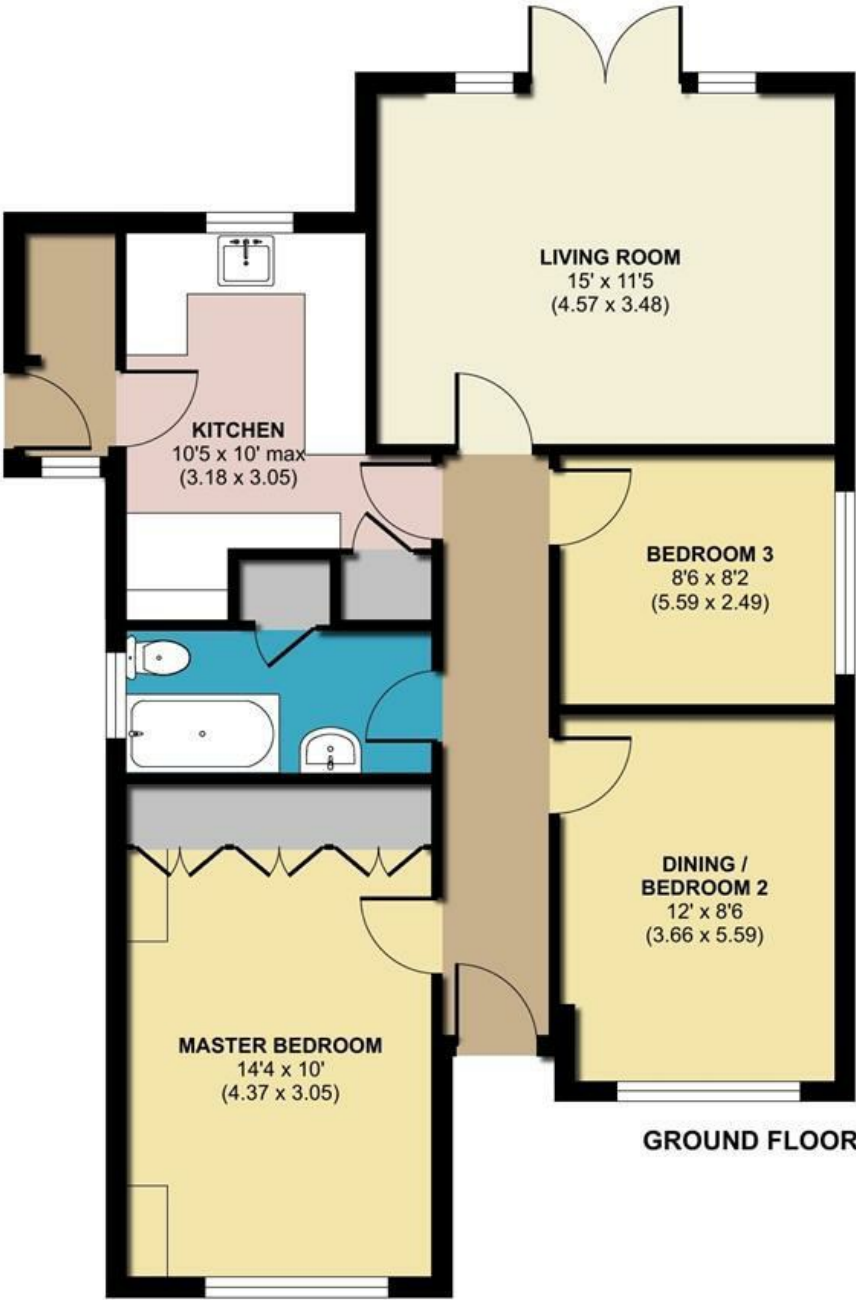 LIVING ROOM
15' x 11'5
(4.57 x 3.48)
KITCHEN
10'5 x 10' max
(3.18 x 3.05)
BEDROOM 3
8'6 x 8'2
(5.59 x 2.49)
DINING /
BEDROOM 2
12' x 8'6
(3.66 x 5.59)
MASTER BEDROOM
14'4 x 10'
(4.37 x 3.05)
GROUND FLOOR